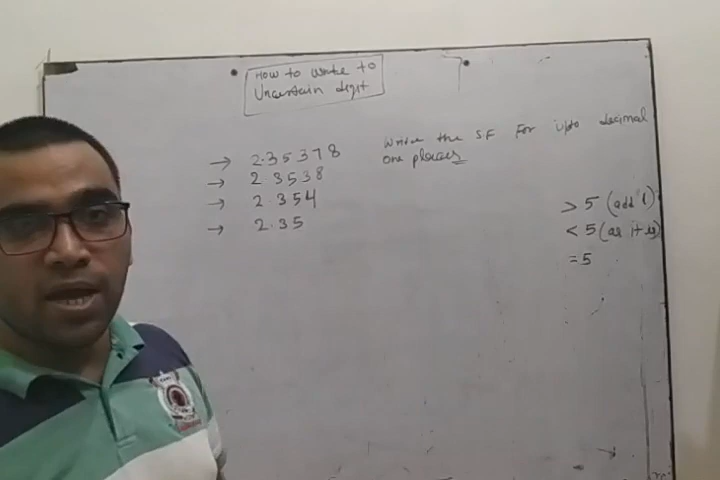 How to write to
Uncertain digit
Write the S.F For upto decimal
one places
→ 2.35378
→ 2.3538
→ 2.354
→ 2.35
> 5 (add 1)
< 5 (as it is)
= 5